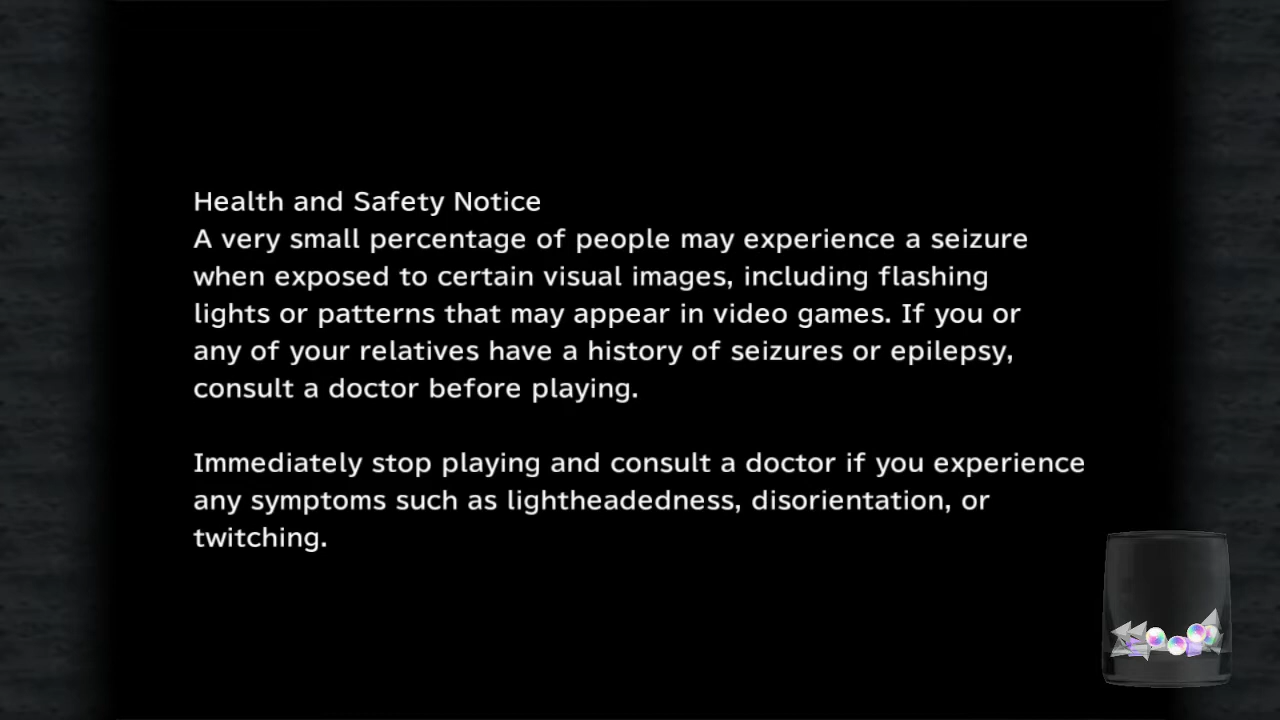 Health and Safety Notice
A very small percentage of people may experience a seizure
when exposed to certain visual images, including flashing
lights or patterns that may appear in video games. If you or
any of your relatives have a history of seizures or epilepsy,
consult a doctor before playing.
Immediately stop playing and consult a doctor if you experience
any symptoms such as lightheadedness, disorientation, or
twitching.